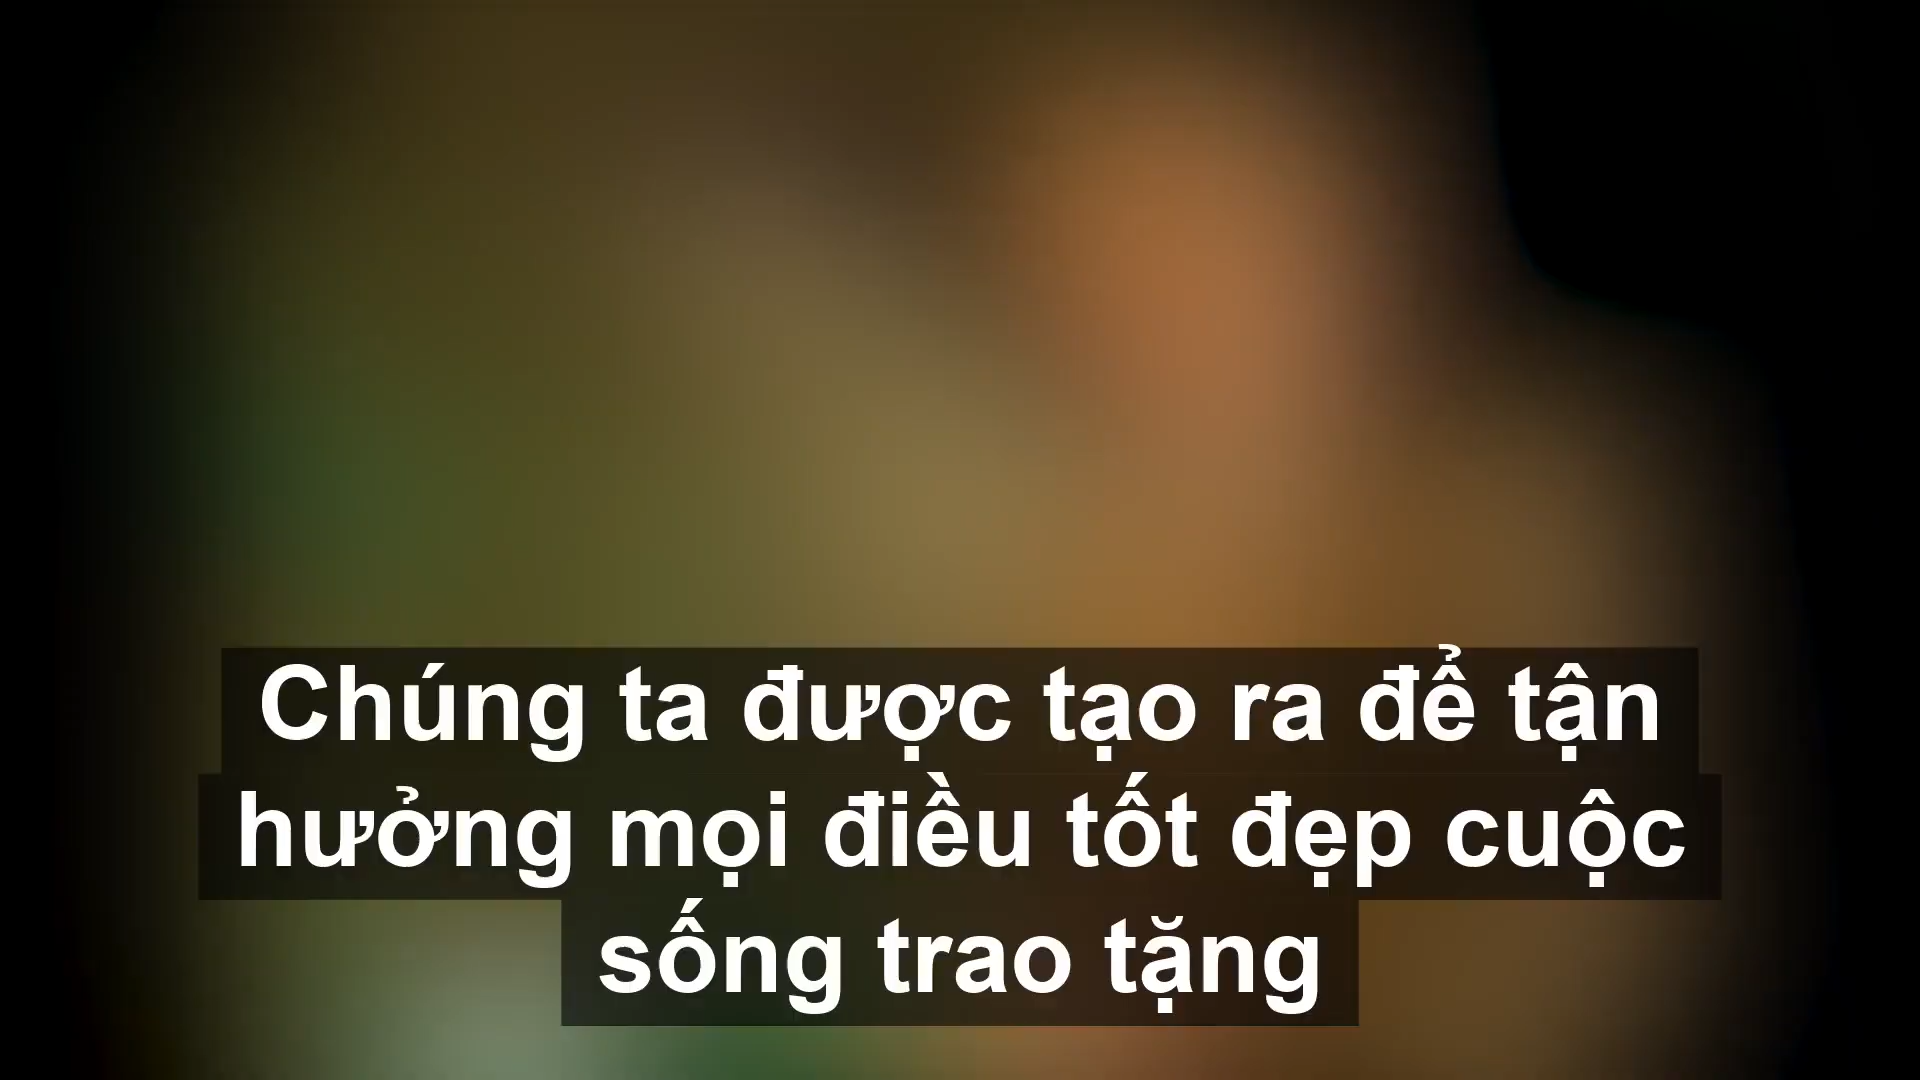 Chúng ta được tạo ra để tận
hưởng mọi điều tốt đẹp cuộc
sống trao tặng